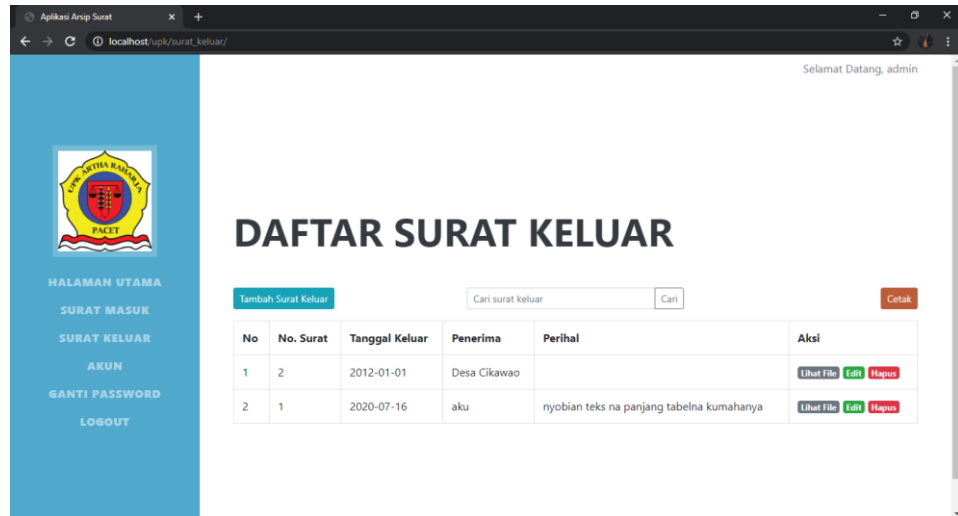 Aplikasi Arsip Surat
localhost/upk/surat_keluar/
Selamat Datang, admin
UPK ARTHA RAHARJA
PACET
HALAMAN UTAMA
SURAT MASUK
SURAT KELUAR
AKUN
GANTI PASSWORD
LOGOUT
DAFTAR SURAT KELUAR
Tambah Surat Keluar Cari surat keluar Cari Cetak
No No. Surat Tanggal Keluar Penerima Perihal Aksi
1 2 2012-01-01 Desa Cikawao Lihat File Edit Hapus
2 1 2020-07-16 aku nyobian teks na panjang tabelna kumahanya Lihat File Edit Hapus